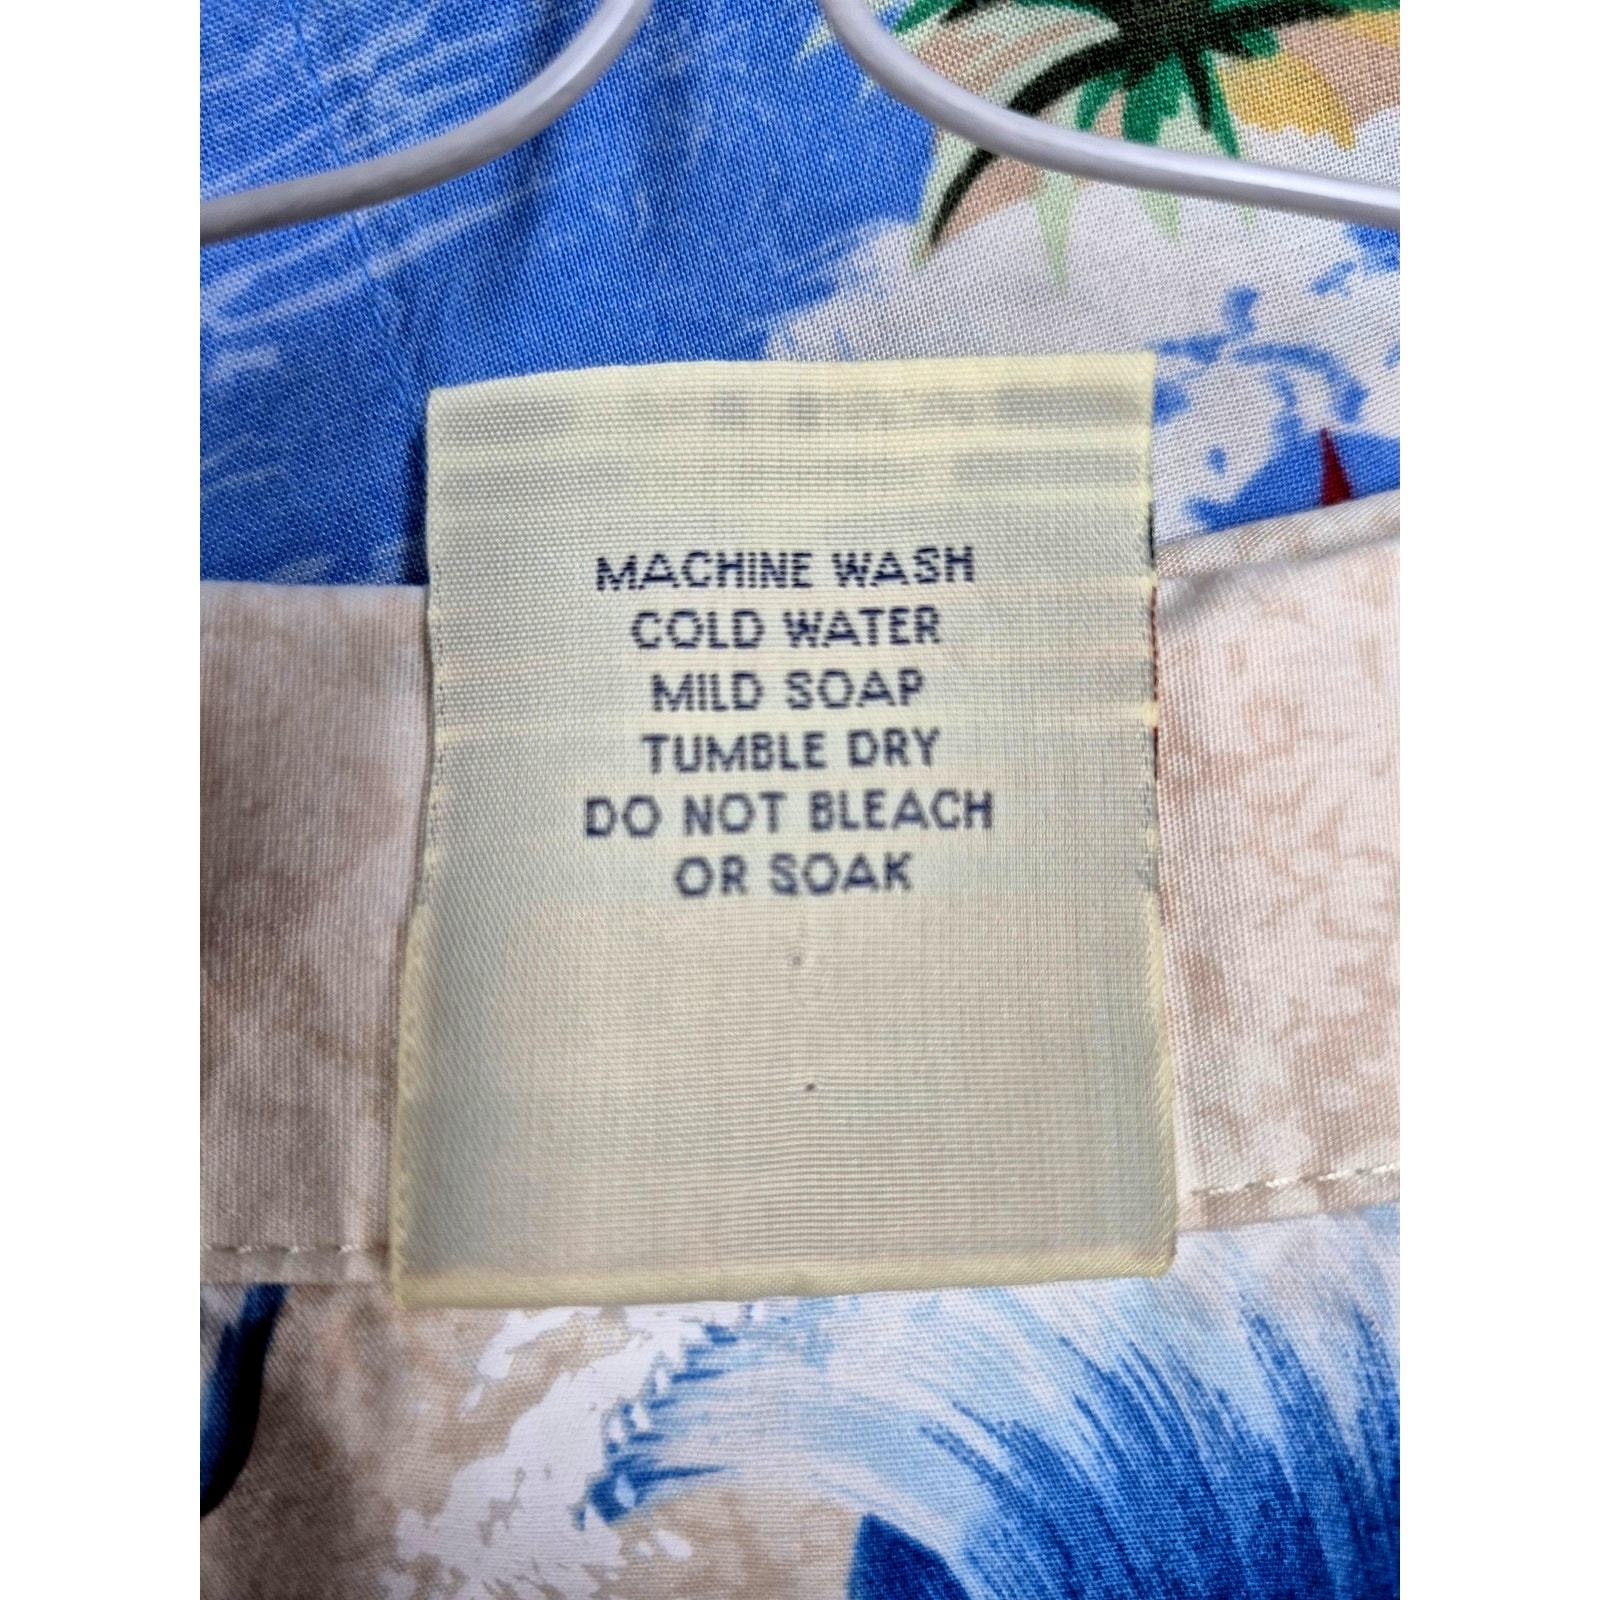 MACHINE WASH
COLD WATER
MILD SOAP
TUMBLE DRY
DO NOT BLEACH
OR SOAK